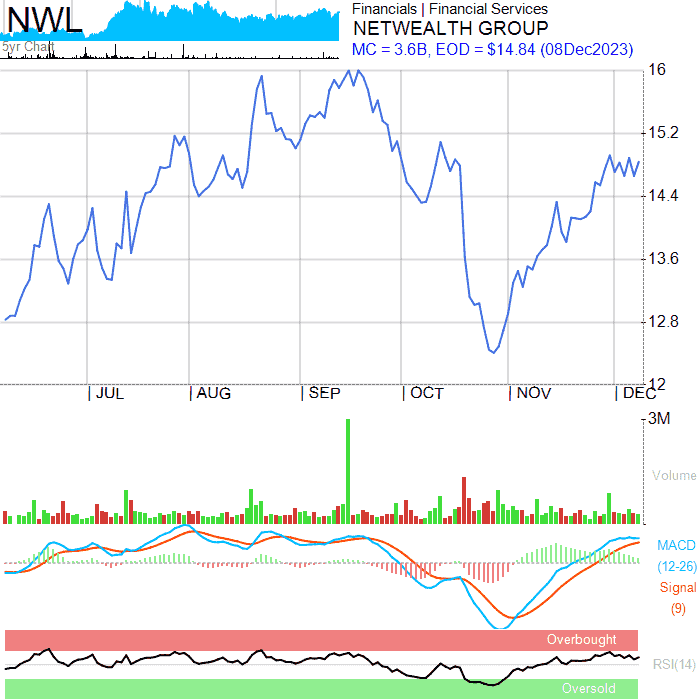 NWL
5yr Chart
Financials | Financial Services
NETWEALTH GROUP
MC = 3.6B, EOD = $14.84 (08Dec2023)
16
15.2
14.4
13.6
12.8
12
JUL
AUG
SEP
OCT
NOV
DEC
3M
Volume
MACD
(12-26)
Signal
(9)
Overbought
RSI(14)
Oversold